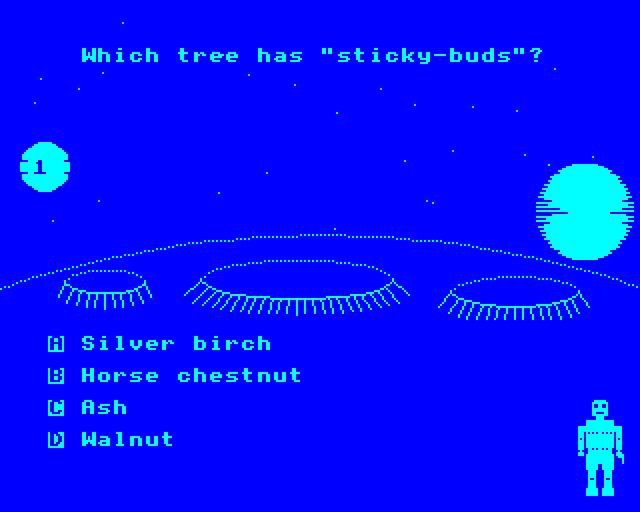 Which tree has "sticky-buds"?
1
A Silver birch
B Horse chestnut
C Ash
D Walnut